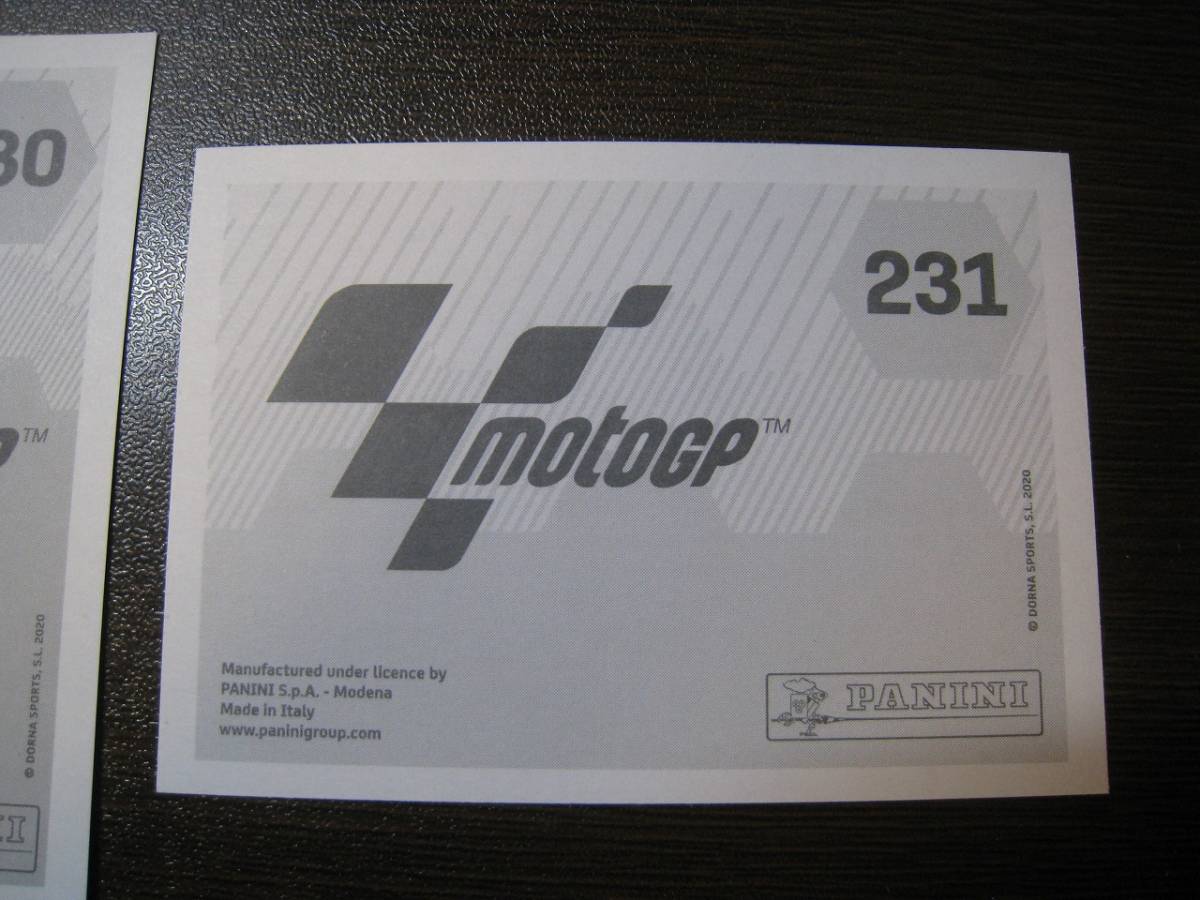 30
TM
© DORNA SPORTS, S.L. 2020
231
motoGP™
© DORNA SPORTS, S.L. 2020
Manufactured under licence by
PANINI S.p.A. - Modena
Made in Italy
www.paninigroup.com
PANINI